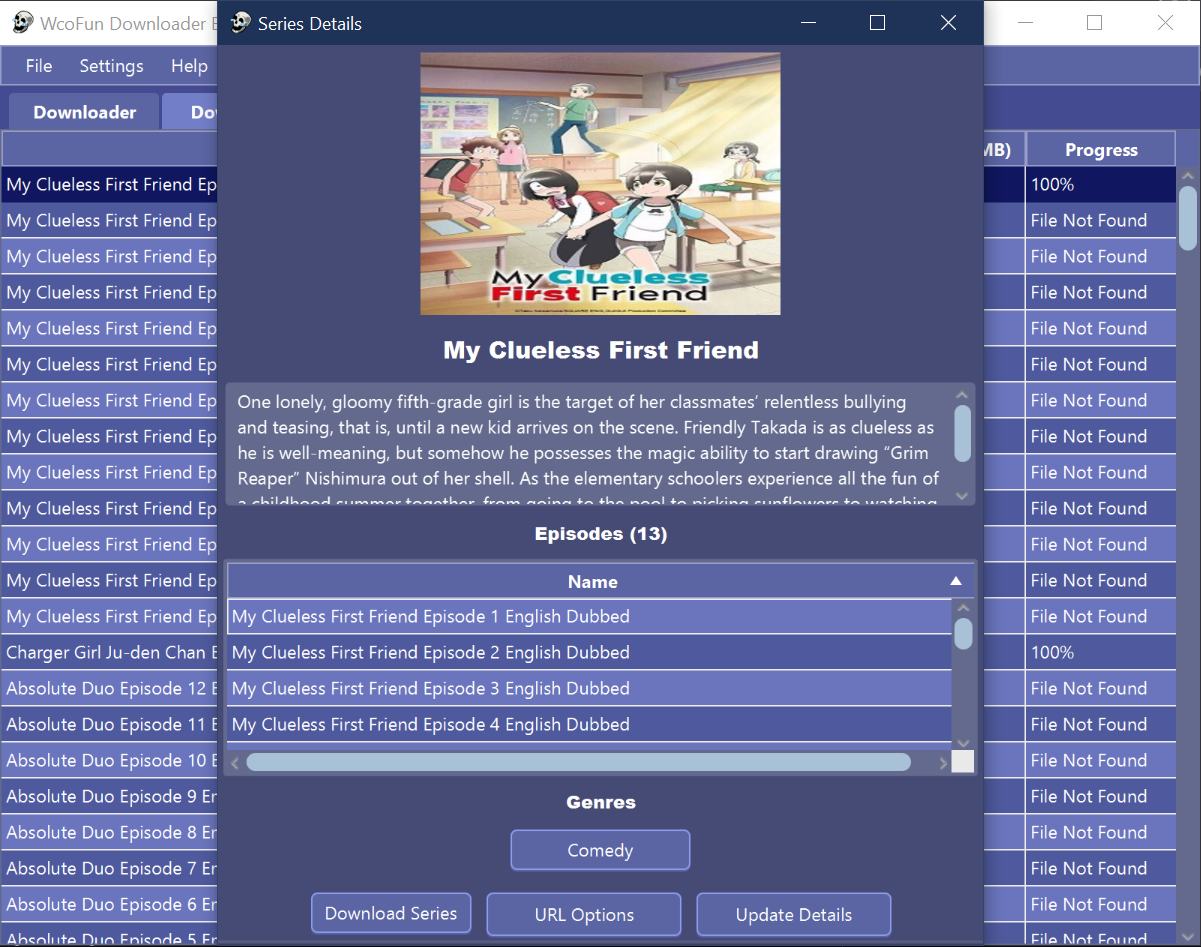 WcoFun Downloader
Series Details
File
Settings
Help
Downloader
MB)
Progress
My Clueless First Friend Ep
100%
My Clueless First Friend Ep
File Not Found
My Clueless First Friend Ep
File Not Found
My Clueless First Friend Ep
File Not Found
My Clueless First Friend Ep
File Not Found
My Clueless First Friend Ep
File Not Found
My Clueless First Friend Ep
File Not Found
My Clueless First Friend Ep
File Not Found
My Clueless First Friend Ep
File Not Found
My Clueless First Friend Ep
File Not Found
My Clueless First Friend Ep
File Not Found
My Clueless First Friend Ep
File Not Found
My Clueless First Friend Ep
File Not Found
Charger Girl Ju-den Chan E
100%
Absolute Duo Episode 12 E
File Not Found
Absolute Duo Episode 11 E
File Not Found
Absolute Duo Episode 10 E
File Not Found
Absolute Duo Episode 9 Er
File Not Found
Absolute Duo Episode 8 Er
File Not Found
Absolute Duo Episode 7 Er
File Not Found
Absolute Duo Episode 6 Er
File Not Found
Absolute Duo Episode 5 Er
File Not Found
My Clueless
First Friend
My Clueless First Friend
One lonely, gloomy fifth-grade girl is the target of her classmates’ relentless bullying
and teasing, that is, until a new kid arrives on the scene. Friendly Takada is as clueless as
he is well-meaning, but somehow he possesses the magic ability to start drawing “Grim
Reaper” Nishimura out of her shell. As the elementary schoolers experience all the fun of
a childhood summer together, from going to the pool to picking sunflowers to watching
Episodes (13)
Name
My Clueless First Friend Episode 1 English Dubbed
My Clueless First Friend Episode 2 English Dubbed
My Clueless First Friend Episode 3 English Dubbed
My Clueless First Friend Episode 4 English Dubbed
Genres
Comedy
Download Series
URL Options
Update Details